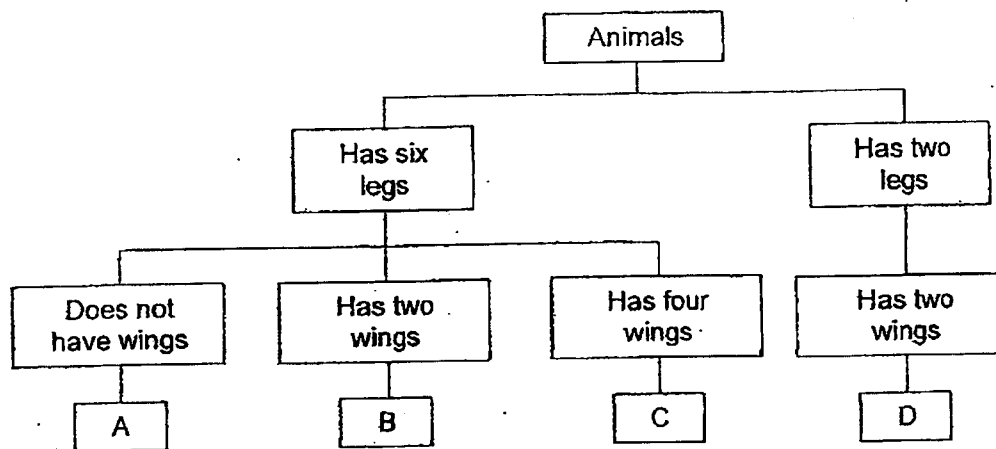 Animals
Has six
legs
Has two
legs
Does not
have wings
Has two
wings
Has four
wings
Has two
wings
A
B
C
D